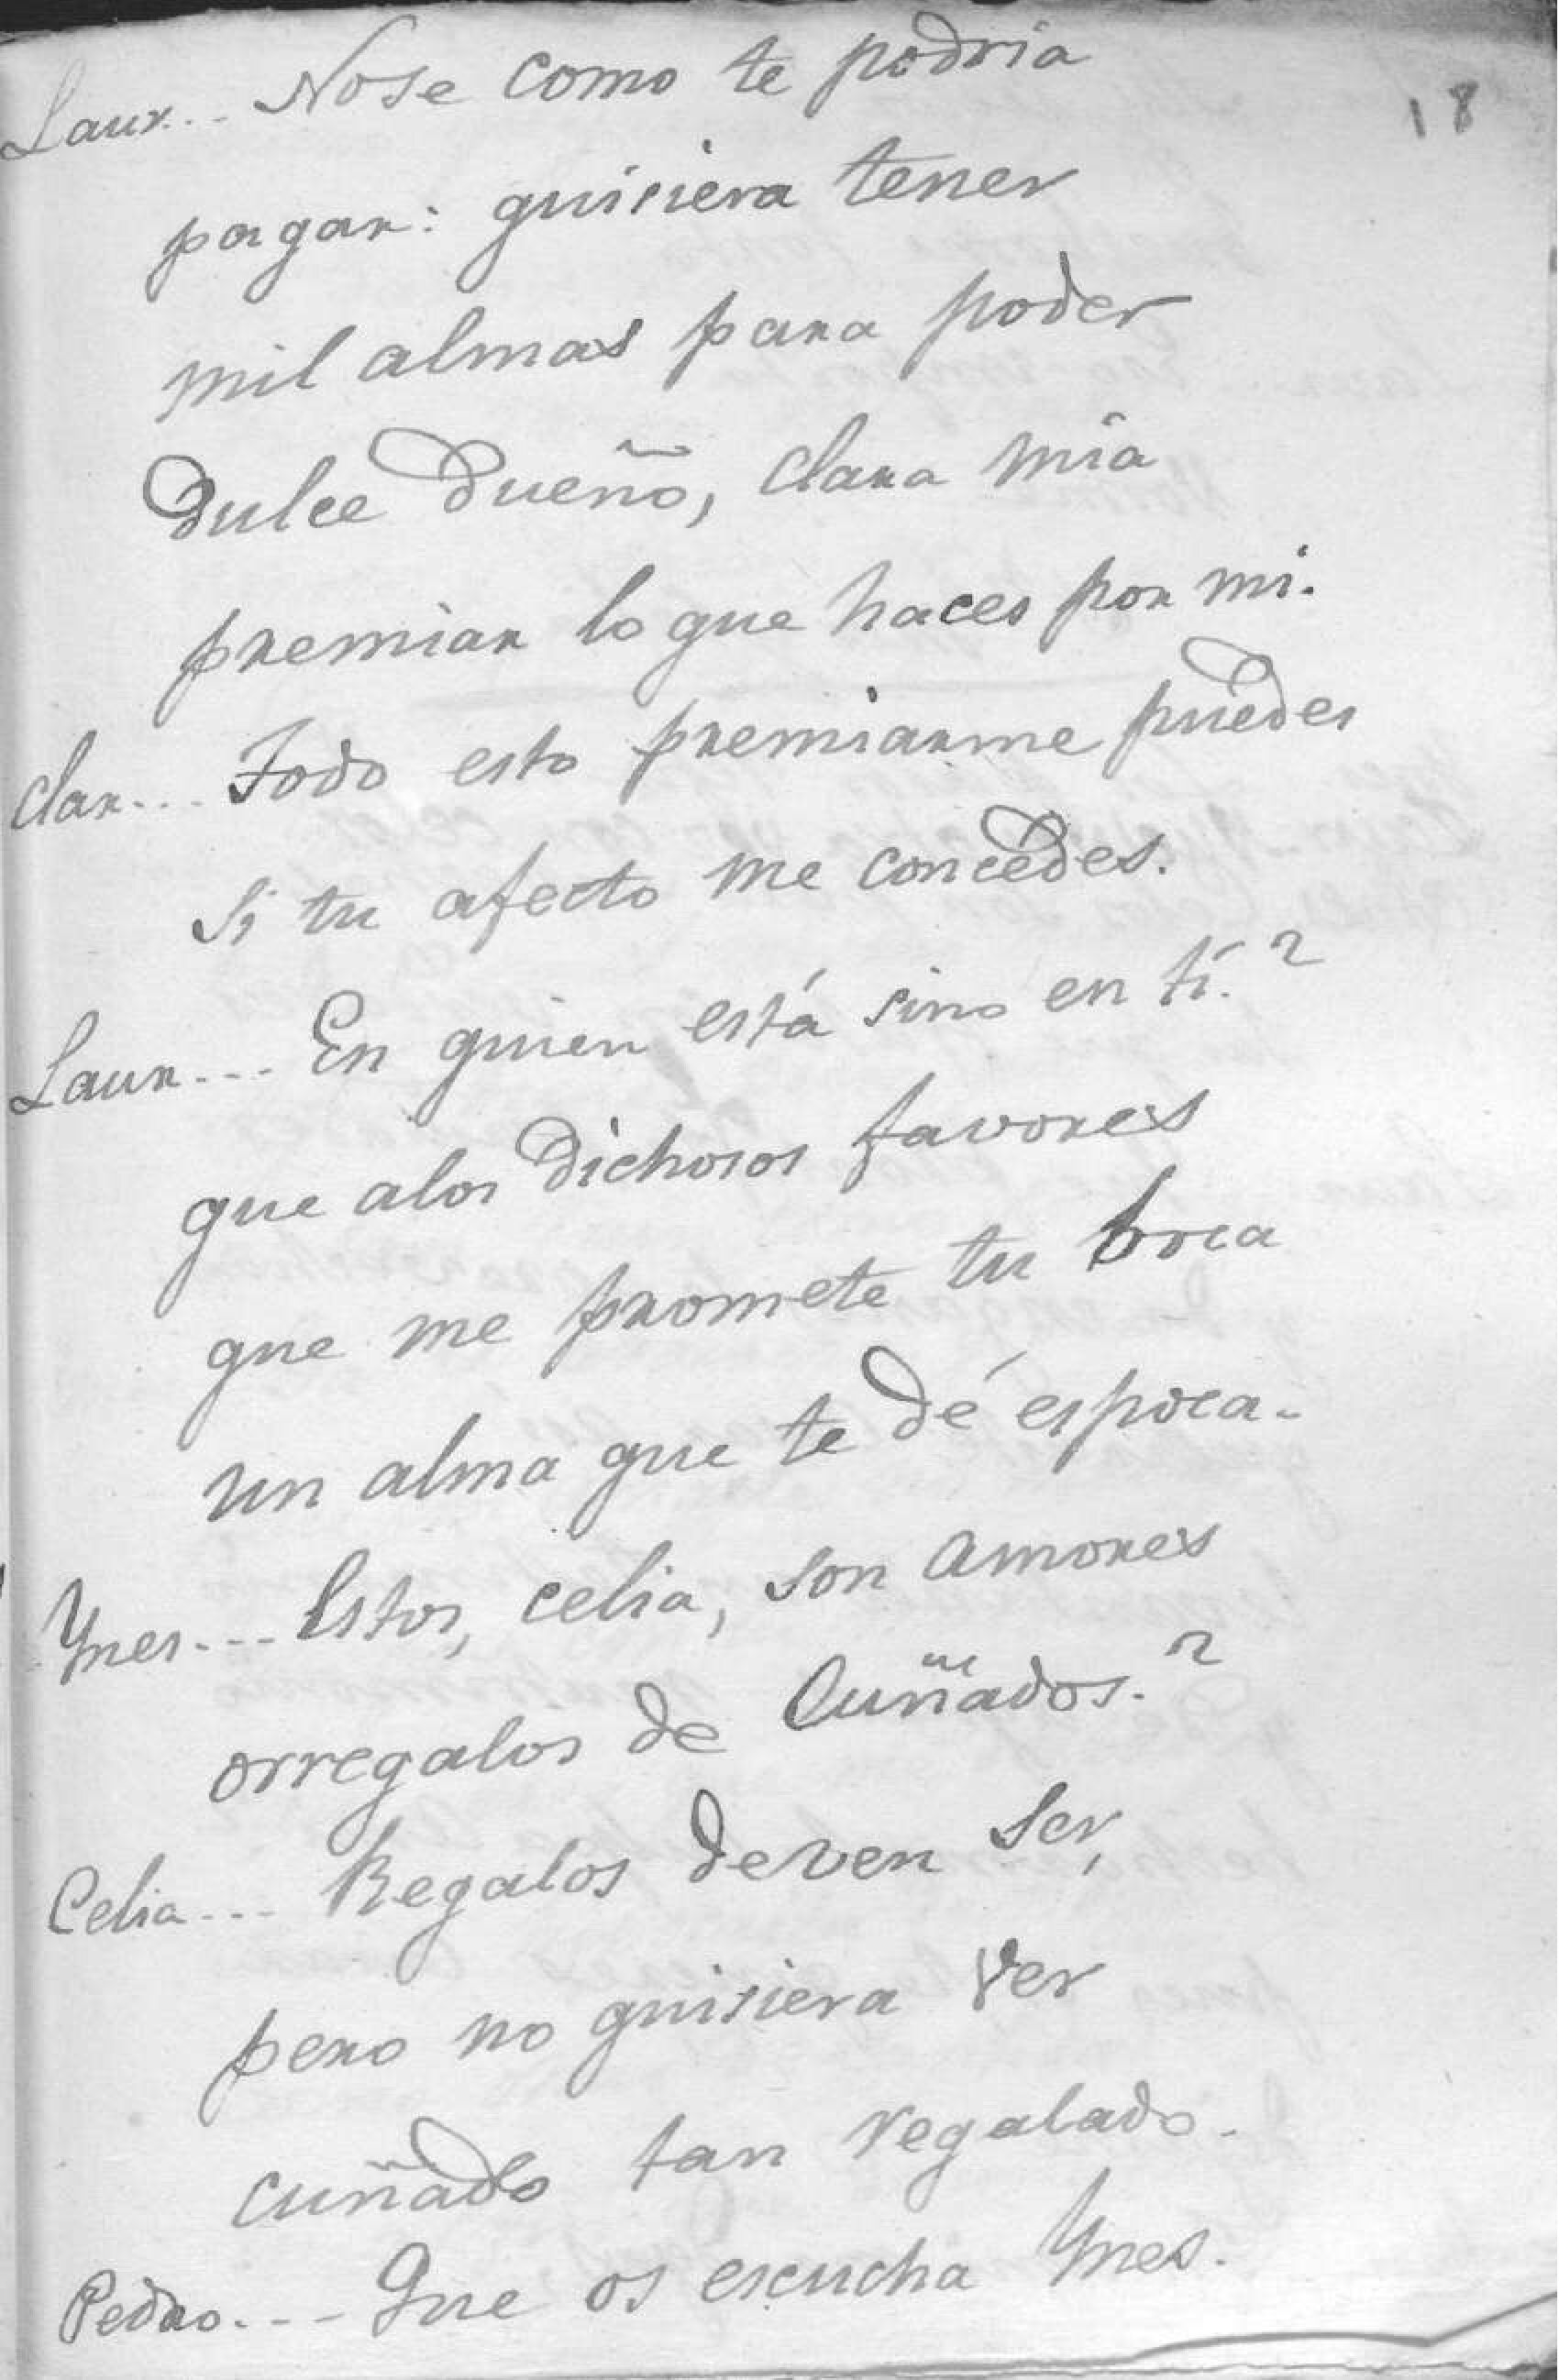 18
Laur... Nose como te podria
pagar: quisiera tener
mil almas para poder
dulce dueño, clara mia
premiar lo que haces por mi.
Clar... Todo esto premiarme puedes
si tu afecto me concedes.
Laur... En quien está sino en tí.?
que alos dichosos favores
que me promete tu boca
un alma que te dé es poca.
Ynes... Estos, celia, son amores
orregalos de Cuñados.?
Celia... Regalos deven ser,
pero no quisiera ver
cuñado tan regalado.
Pedro... Que os escucha Ynes.